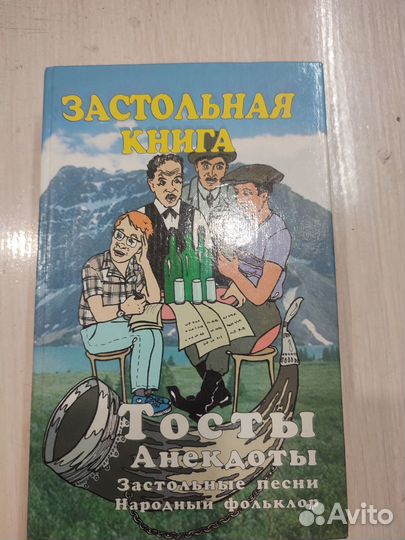 ЗАСТОЛЬНАЯ
КНИГА
Тосты
Анекдоты
Застольные песни
Народный фольклор
Avito